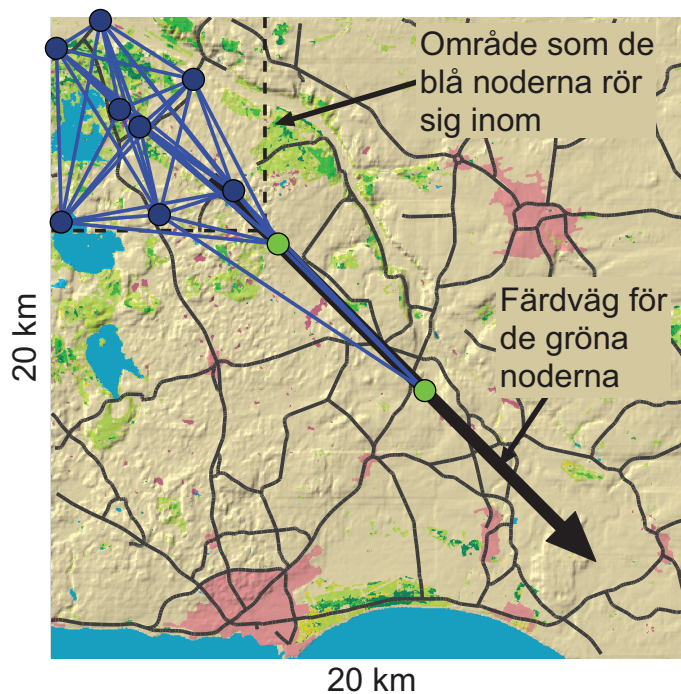 Område som de
blå noderna rör
sig inom
Färdväg för
de gröna
noderna
20 km
20 km